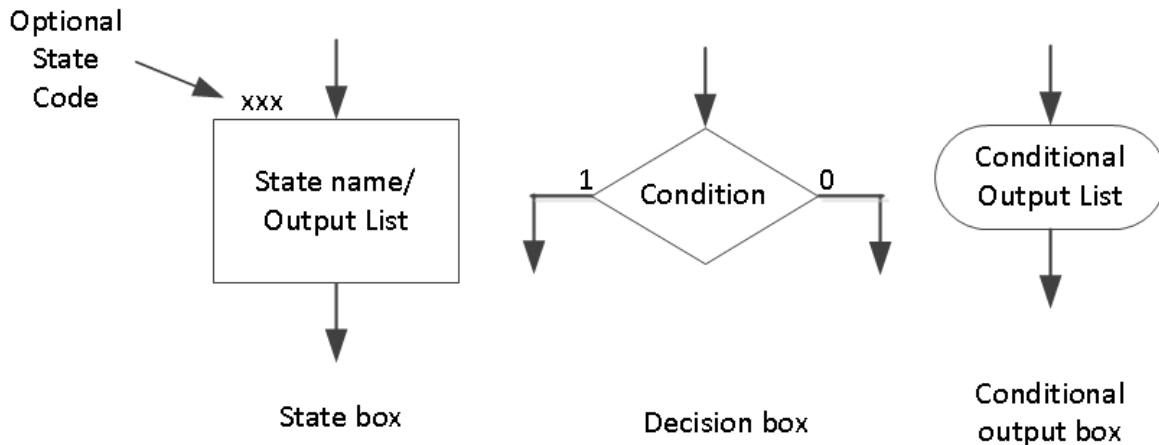 Optional
State
Code
xxx
State name/
Output List
State box
1
Condition
0
Decision box
Conditional
Output List
Conditional
output box